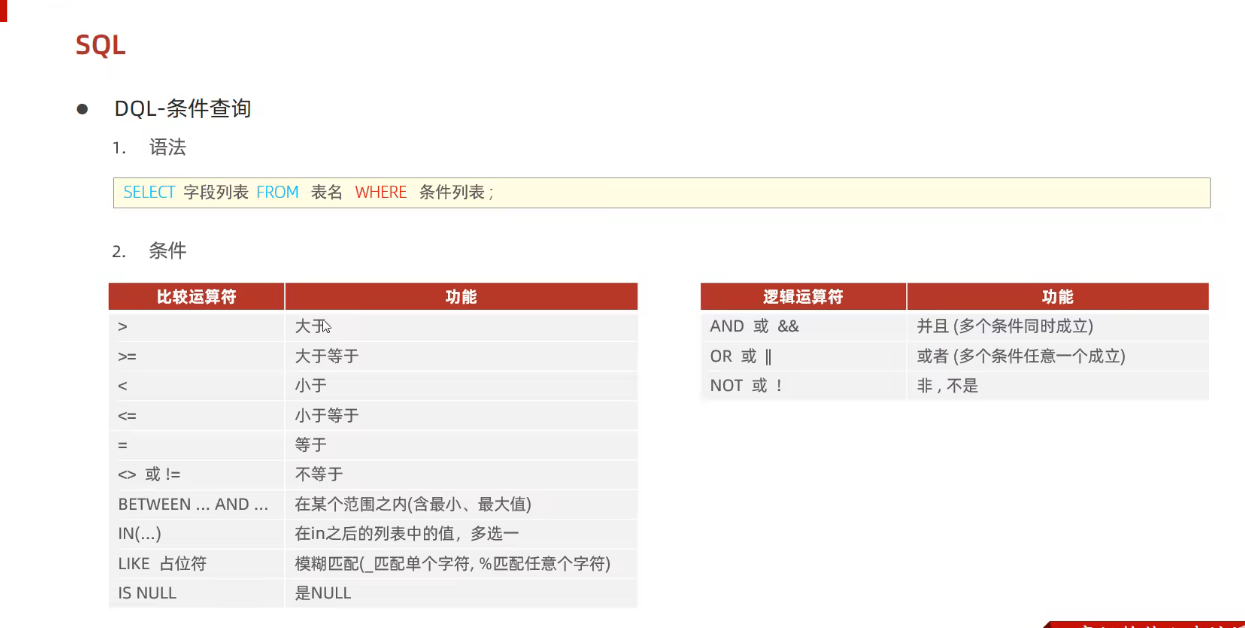 SQL
● DQL-条件查询
1. 语法
SELECT 字段列表 FROM 表名 WHERE 条件列表 ;
2. 条件
比较运算符 功能
> 大于
>= 大于等于
< 小于
<= 小于等于
= 等于
<> 或 != 不等于
BETWEEN ... AND ... 在某个范围之内(含最小、最大值)
IN(...) 在in之后的列表中的值，多选一
LIKE 占位符 模糊匹配(_匹配单个字符, %匹配任意个字符)
IS NULL 是NULL
逻辑运算符 功能
AND 或 && 并且 (多个条件同时成立)
OR 或 || 或者 (多个条件任意一个成立)
NOT 或 ! 非 , 不是